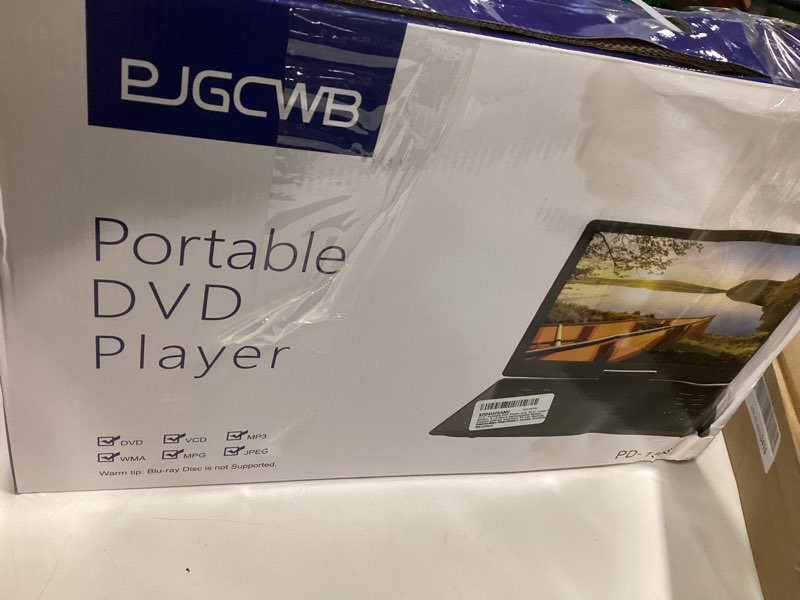 PJGCWB
Portable
DVD
Player
DVD VCD MP3
WMA MPG JPEG
Warm tip: Blu-ray Disc is not Supported.